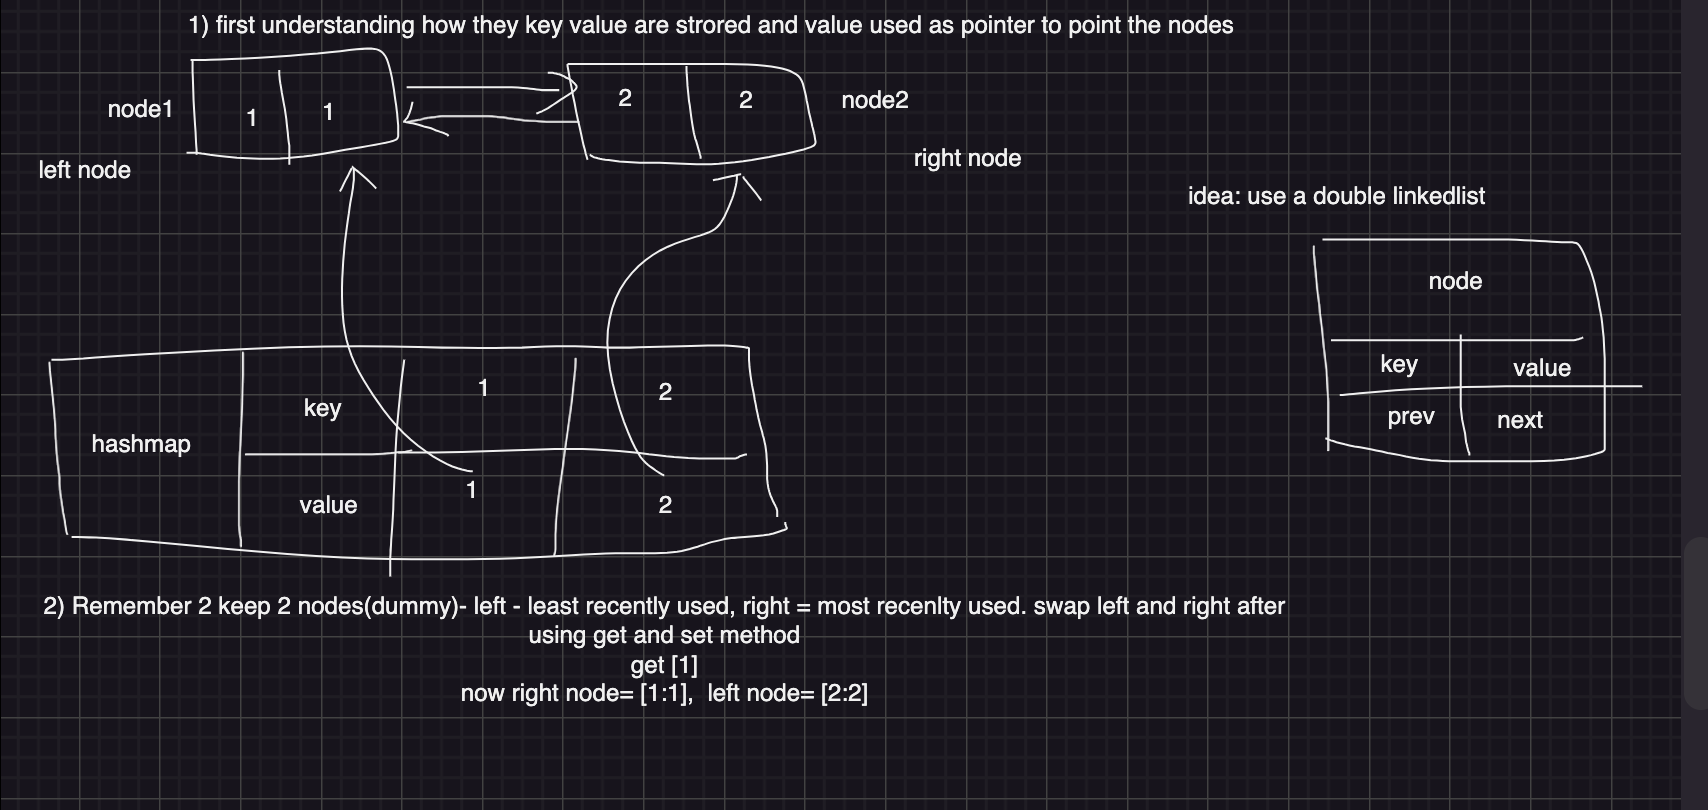 1) first understanding how they key value are strored and value used as pointer to point the nodes
node1
1
1
2
2
node2
left node
right node
idea: use a double linkedlist
node
key
value
prev
next
hashmap
key
1
2
value
1
2
2) Remember 2 keep 2 nodes(dummy)- left - least recently used, right = most recenlty used. swap left and right after
using get and set method
get [1]
now right node= [1:1], left node= [2:2]